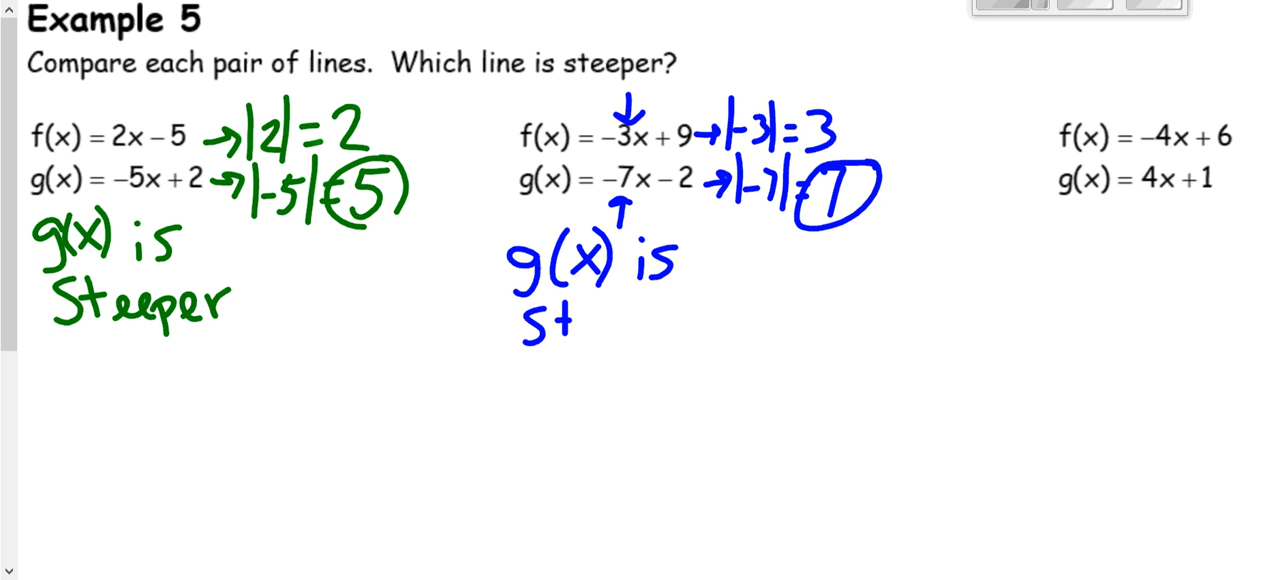 Example 5
Compare each pair of lines. Which line is steeper?
f(x) = 2x – 5 → |2| = 2
g(x) = –5x + 2 → |-5| = 5
g(x) is
Steeper
f(x) = –3x + 9 → |-3| = 3
g(x) = –7x – 2 → |-7| = 7
g(x) is
st
f(x) = –4x + 6
g(x) = 4x + 1